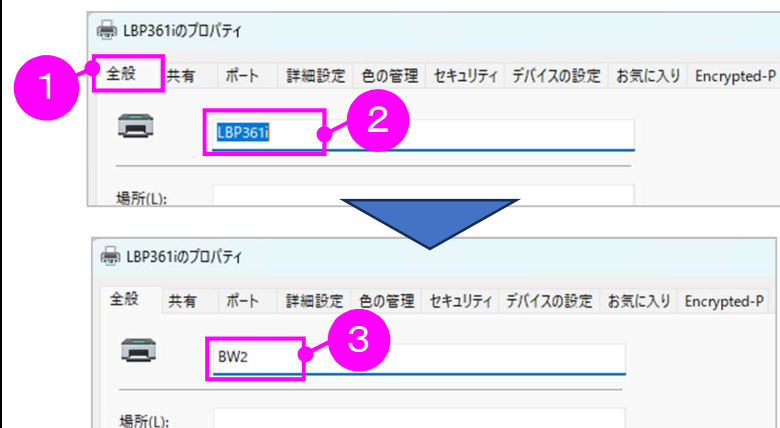 LBP361iのプロパティ
1
全般 共有 ポート 詳細設定 色の管理 セキュリティ デバイスの設定 お気に入り Encrypted-P
LBP361i
2
場所(L):
LBP361iのプロパティ
全般 共有 ポート 詳細設定 色の管理 セキュリティ デバイスの設定 お気に入り Encrypted-P
BW2
3
場所(L):